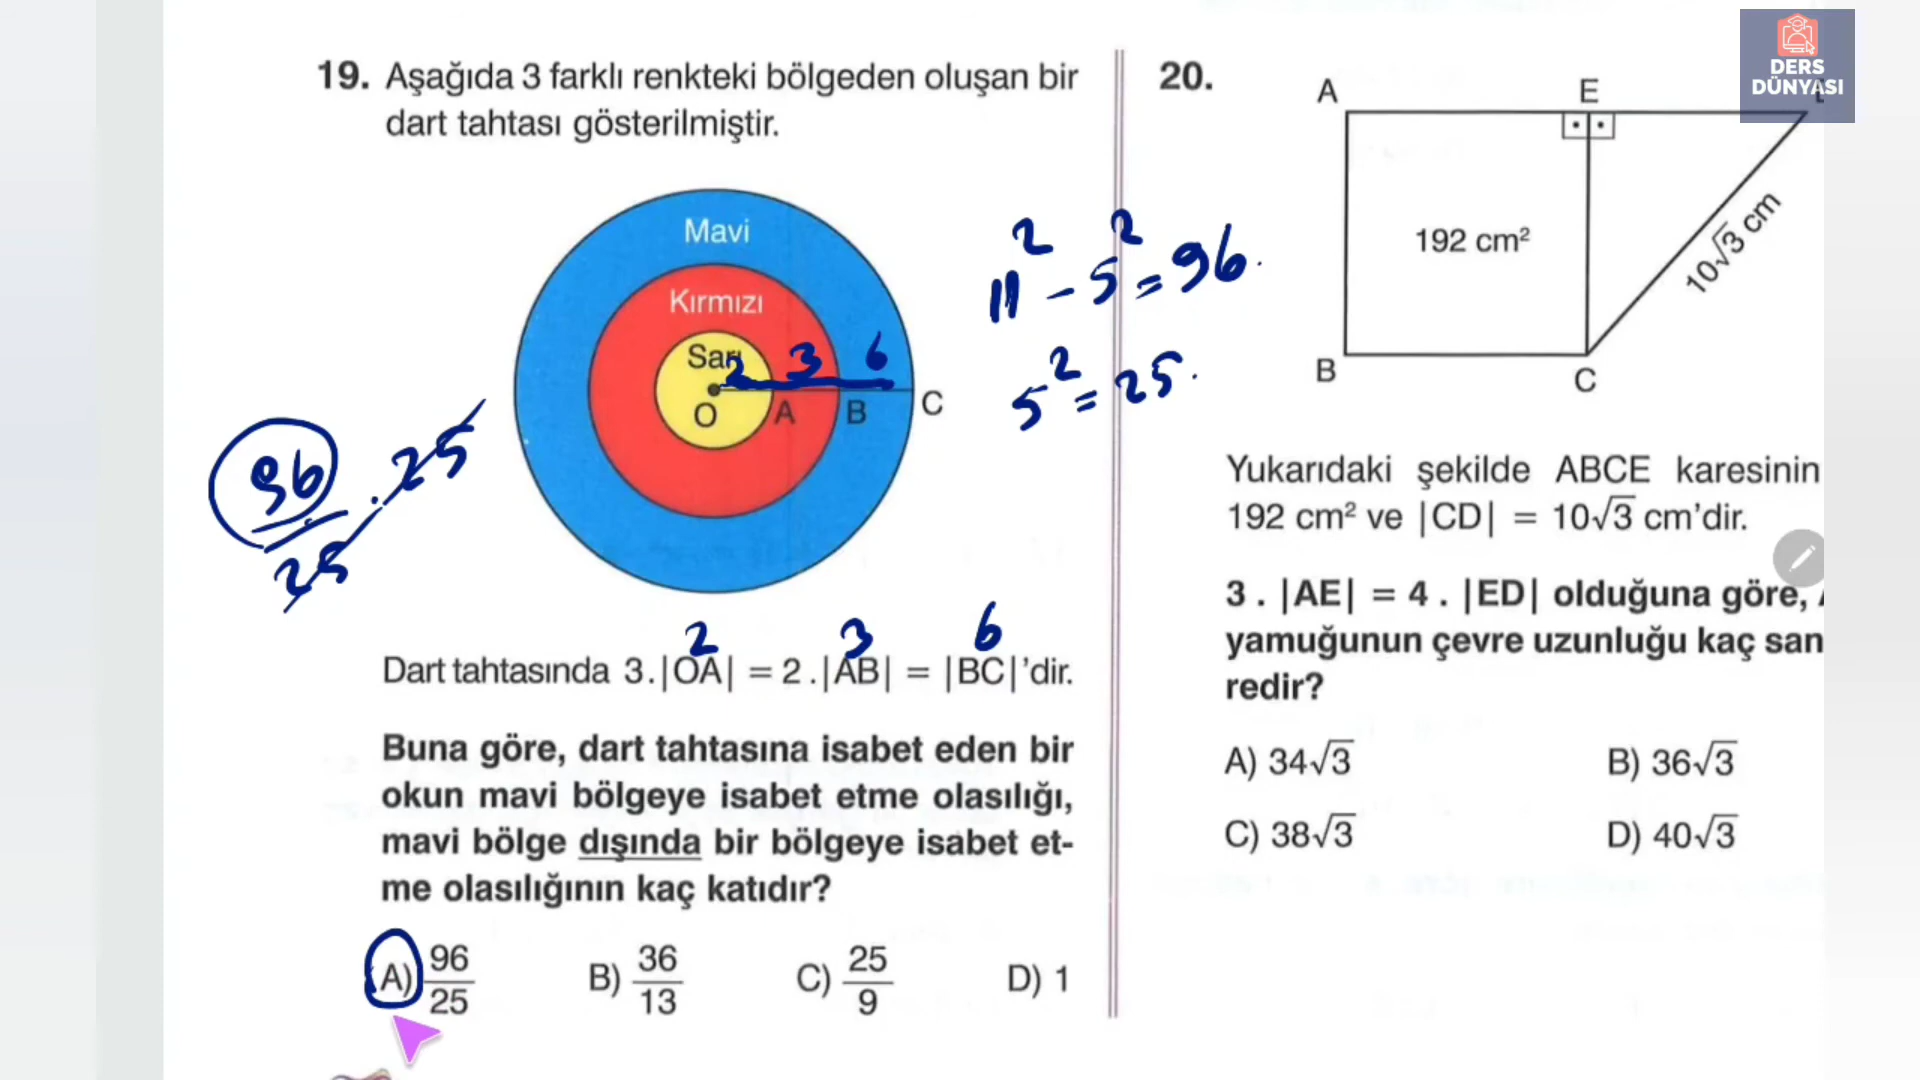 19. Aşağıda 3 farklı renkteki bölgeden oluşan bir
dart tahtası gösterilmiştir.
Mavi
Kırmızı
Sarı
2 3 6
O A B C
11² - 5² = 96.
5² = 25.
96/25 . 25
2 3 6
Dart tahtasında 3.|OA| = 2.|AB| = |BC|'dir.
Buna göre, dart tahtasına isabet eden bir
okun mavi bölgeye isabet etme olasılığı,
mavi bölge dışında bir bölgeye isabet et-
me olasılığının kaç katıdır?
A) 96/25 B) 36/13 C) 25/9 D) 1
20.
DERS
DÜNYASI
A E
192 cm²
10√3 cm
B C
Yukarıdaki şekilde ABCE karesinin
192 cm² ve |CD| = 10√3 cm'dir.
3 . |AE| = 4 . |ED| olduğuna göre,
yamuğunun çevre uzunluğu kaç san
redir?
A) 34√3 B) 36√3
C) 38√3 D) 40√3